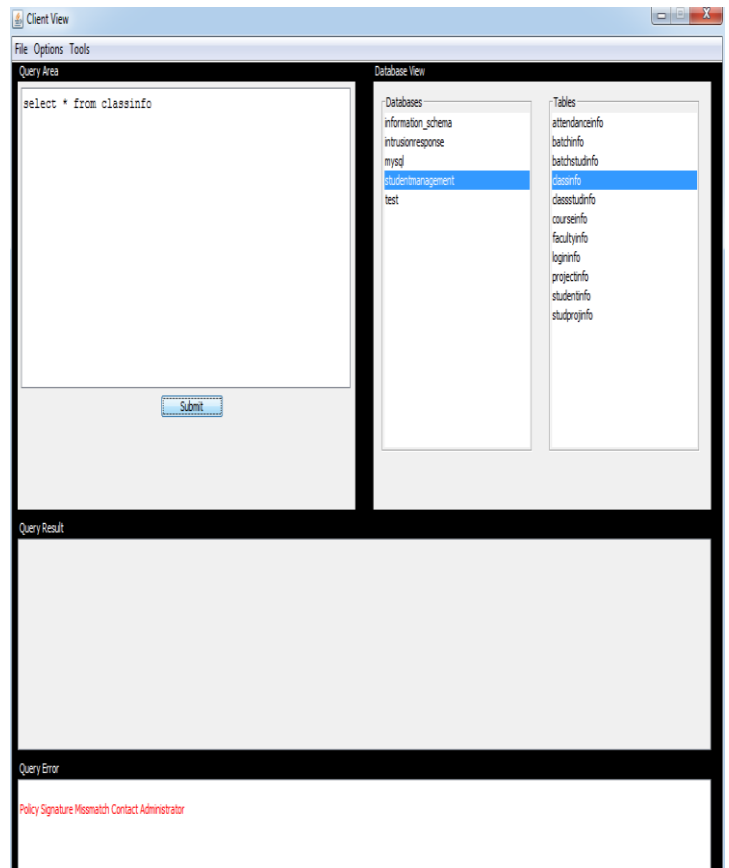 Client View
File Options Tools
Query Area
select * from classinfo
Submit
Database View
Databases
information_schema
intrusionresponse
mysql
studentmanagement
test
Tables
attendanceinfo
batchinfo
batchstudinfo
classinfo
classstudinfo
courseinfo
facultyinfo
logininfo
projectinfo
studentinfo
studprojinfo
Query Result
Query Error
Policy Signature Missmatch Contact Administrator